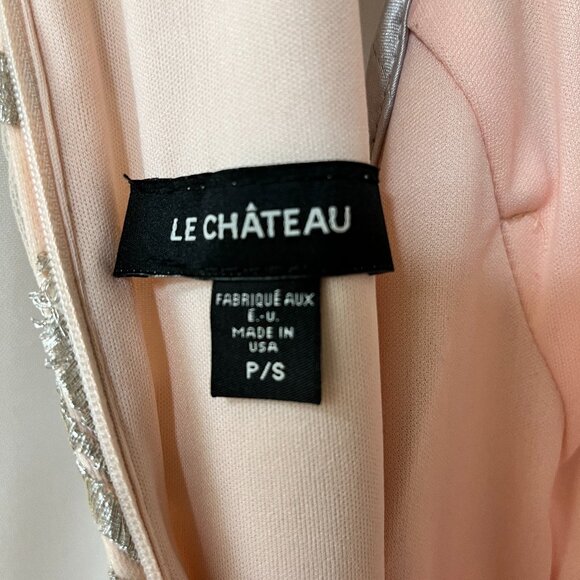 LE CHÂTEAU
FABRIQUÉ AUX
É.-U.
MADE IN
USA
P/S